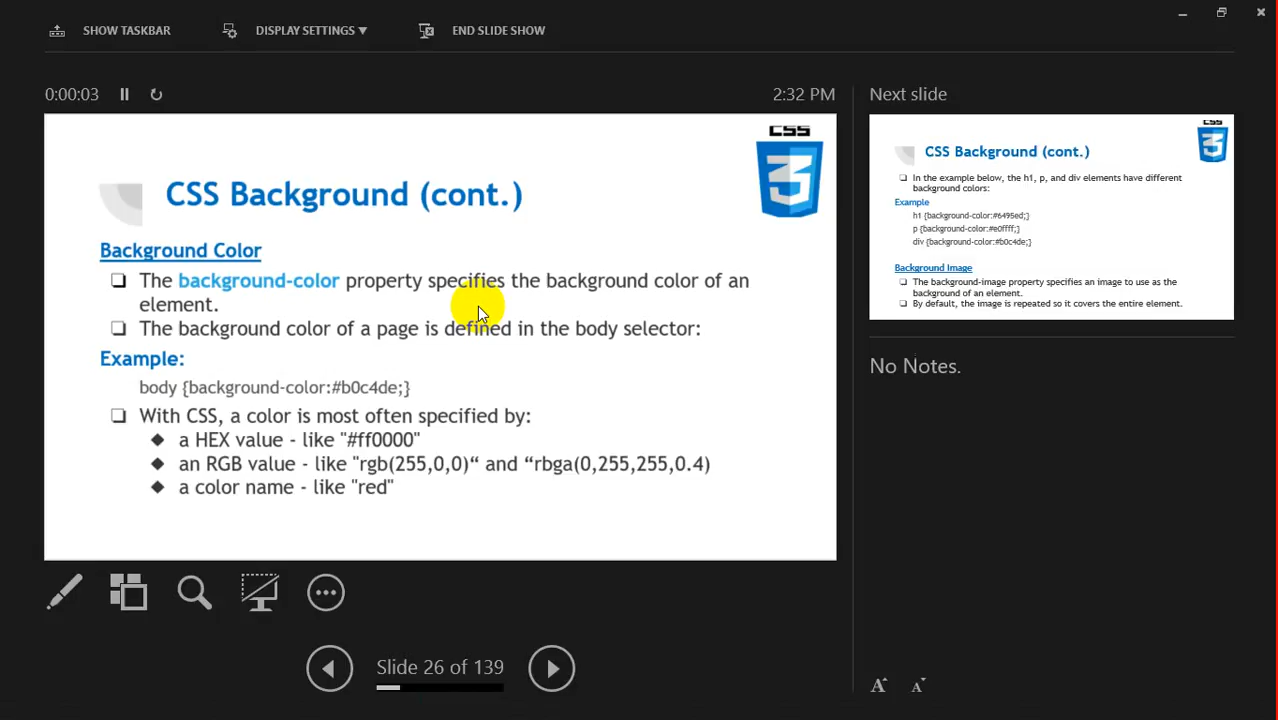 SHOW TASKBAR
DISPLAY SETTINGS ▼
END SLIDE SHOW
0:00:03
2:32 PM
CSS
3
CSS Background (cont.)
Background Color
❑ The background-color property specifies the background color of an
element.
❑ The background color of a page is defined in the body selector:
Example:
body {background-color:#b0c4de;}
❑ With CSS, a color is most often specified by:
◆ a HEX value - like "#ff0000"
◆ an RGB value - like "rgb(255,0,0)“ and “rbga(0,255,255,0.4)
◆ a color name - like "red"
Slide 26 of 139
Next slide
CSS
3
CSS Background (cont.)
❑ In the example below, the h1, p, and div elements have different
background colors:
Example
h1 {background-color:#6495ed;}
p {background-color:#e0ffff;}
div {background-color:#b0c4de;}
Background Image
❑ The background-image property specifies an image to use as the
background of an element.
❑ By default, the image is repeated so it covers the entire element.
No Notes.
A A